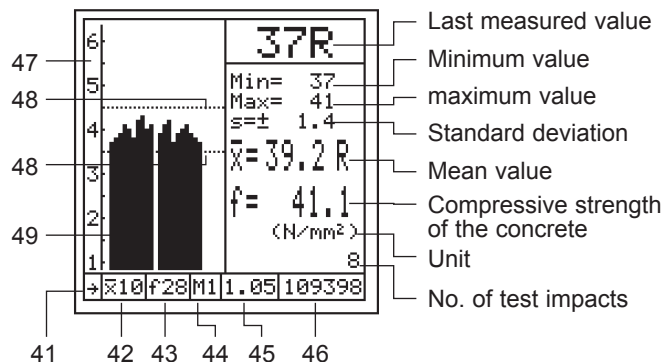 37R
Min= 37
Max= 41
s=± 1.4
x̄=39.2 R
f= 41.1
(N/mm²)
8
6
5
4
3
2
1
→ x̄10 f28 M1 1.05 109398
47
48
48
49
41 42 43 44 45 46
Last measured value
Minimum value
maximum value
Standard deviation
Mean value
Compressive strength
of the concrete
Unit
No. of test impacts